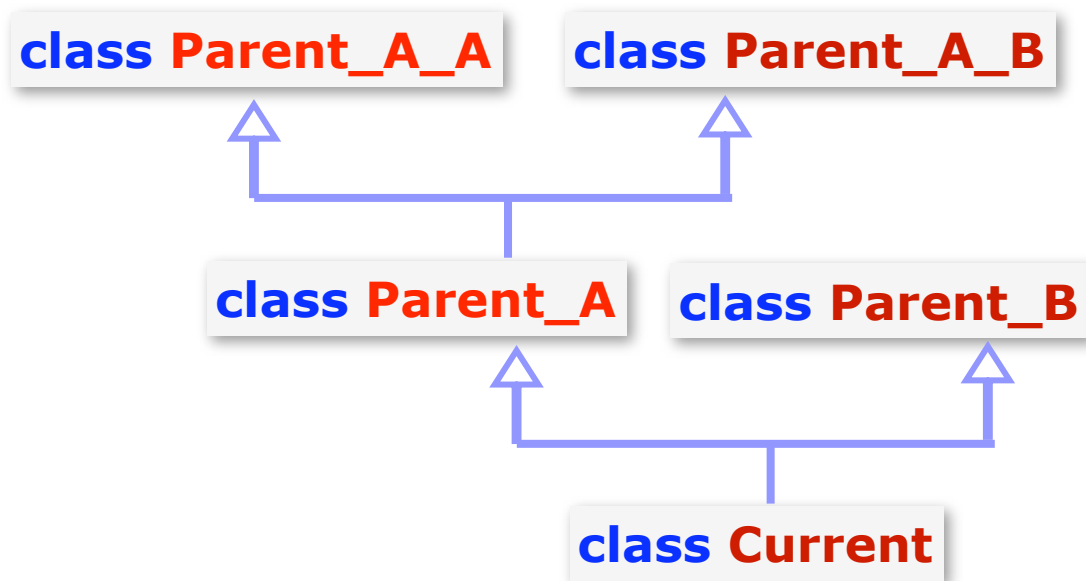 class Parent_A_A
class Parent_A_B
class Parent_A
class Parent_B
class Current